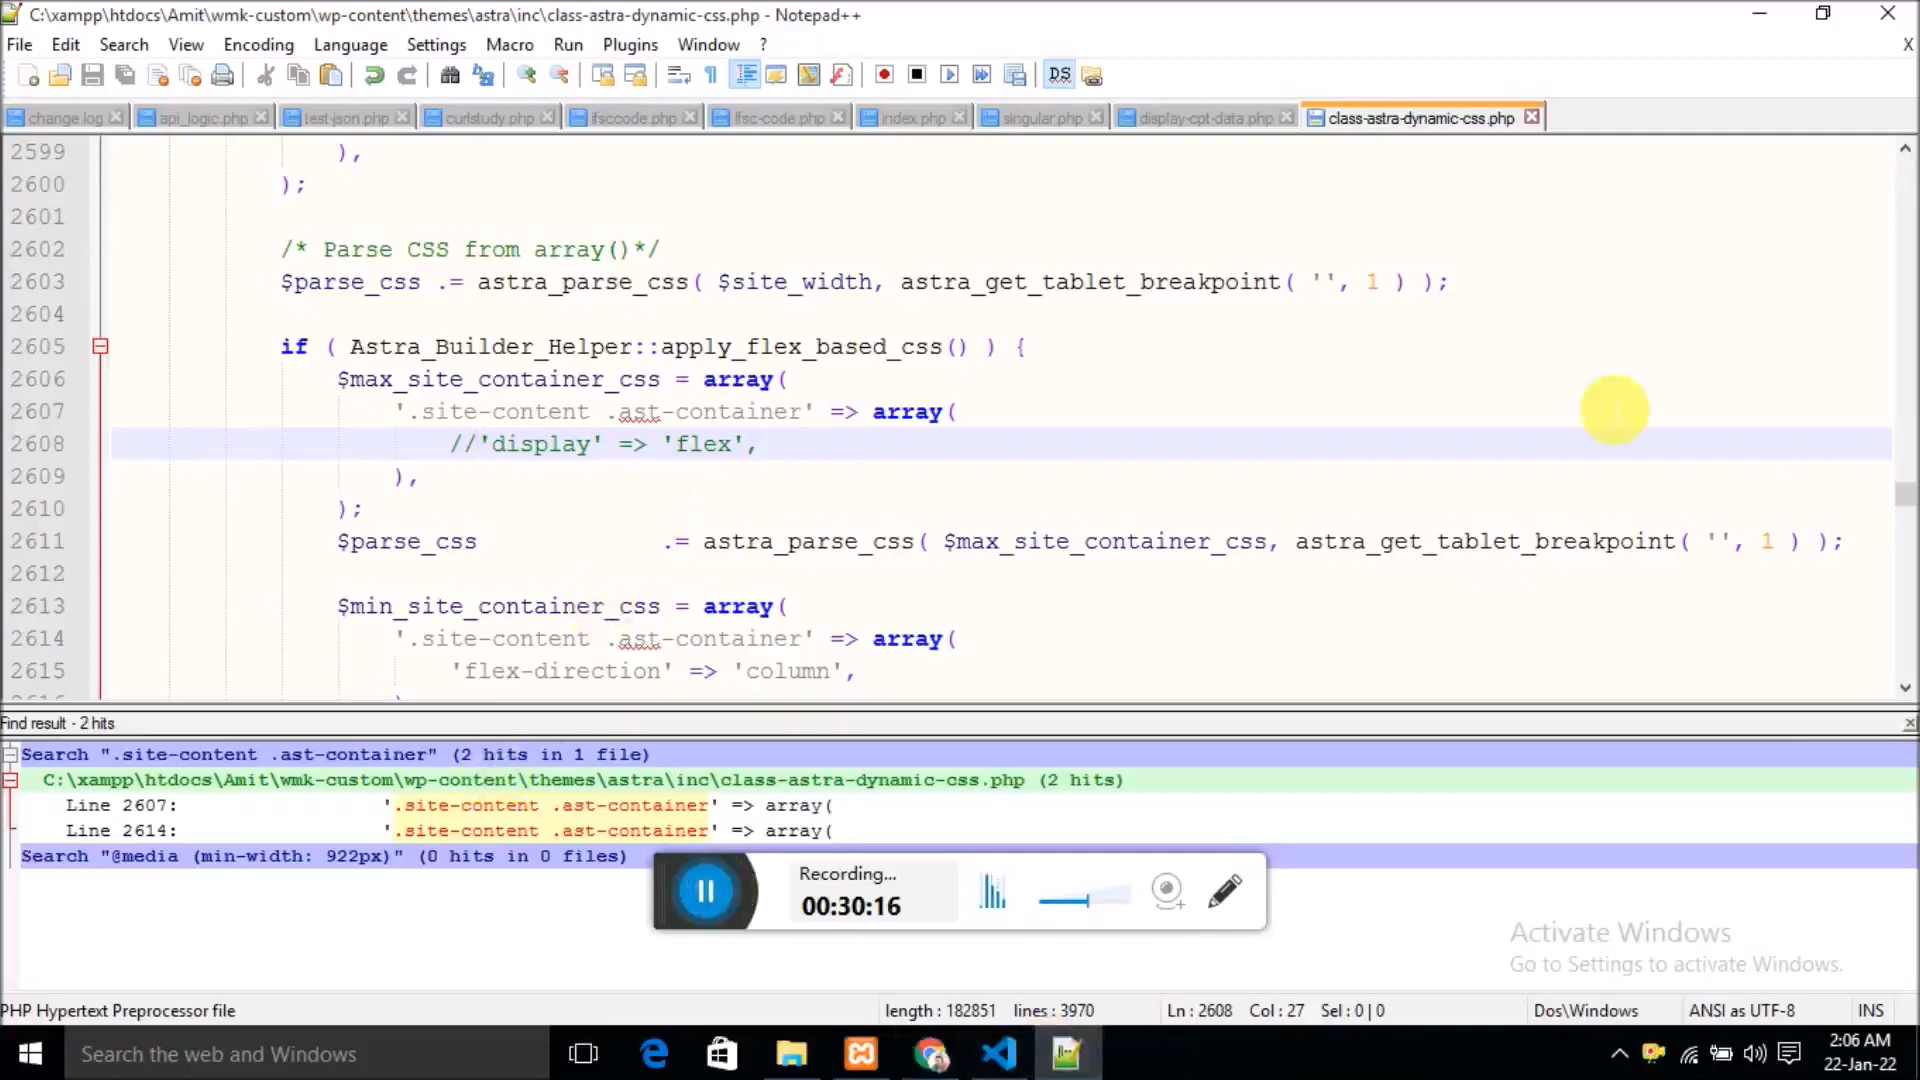 C:\xampp\htdocs\Amit\wmk-custom\wp-content\themes\astra\inc\class-astra-dynamic-css.php - Notepad++
File Edit Search View Encoding Language Settings Macro Run Plugins Window ? X
change log api_logic.php test-json.php curlstudy.php ifsccode.php ffsc-code.php index.php singular.php display-cpt-data.php class-astra-dynamic-css.php
2599 ),
2600 );
2601
2602 /* Parse CSS from array()*/
2603 $parse_css .= astra_parse_css( $site_width, astra_get_tablet_breakpoint( '', 1 ) );
2604
2605 if ( Astra_Builder_Helper::apply_flex_based_css() ) {
2606 $max_site_container_css = array(
2607 '.site-content .ast-container' => array(
2608 //'display' => 'flex',
2609 ),
2610 );
2611 $parse_css .= astra_parse_css( $max_site_container_css, astra_get_tablet_breakpoint( '', 1 ) );
2612
2613 $min_site_container_css = array(
2614 '.site-content .ast-container' => array(
2615 'flex-direction' => 'column',
Find result - 2 hits
Search ".site-content .ast-container" (2 hits in 1 file)
C:\xampp\htdocs\Amit\wmk-custom\wp-content\themes\astra\inc\class-astra-dynamic-css.php (2 hits)
Line 2607: '.site-content .ast-container' => array(
Line 2614: '.site-content .ast-container' => array(
Search "@media (min-width: 922px)" (0 hits in 0 files)
Recording...
00:30:16
Activate Windows
Go to Settings to activate Windows.
PHP Hypertext Preprocessor file length : 182851 lines : 3970 Ln : 2608 Col : 27 Sel : 0 | 0 Dos\Windows ANSI as UTF-8 INS
Search the web and Windows
2:06 AM
22-Jan-22